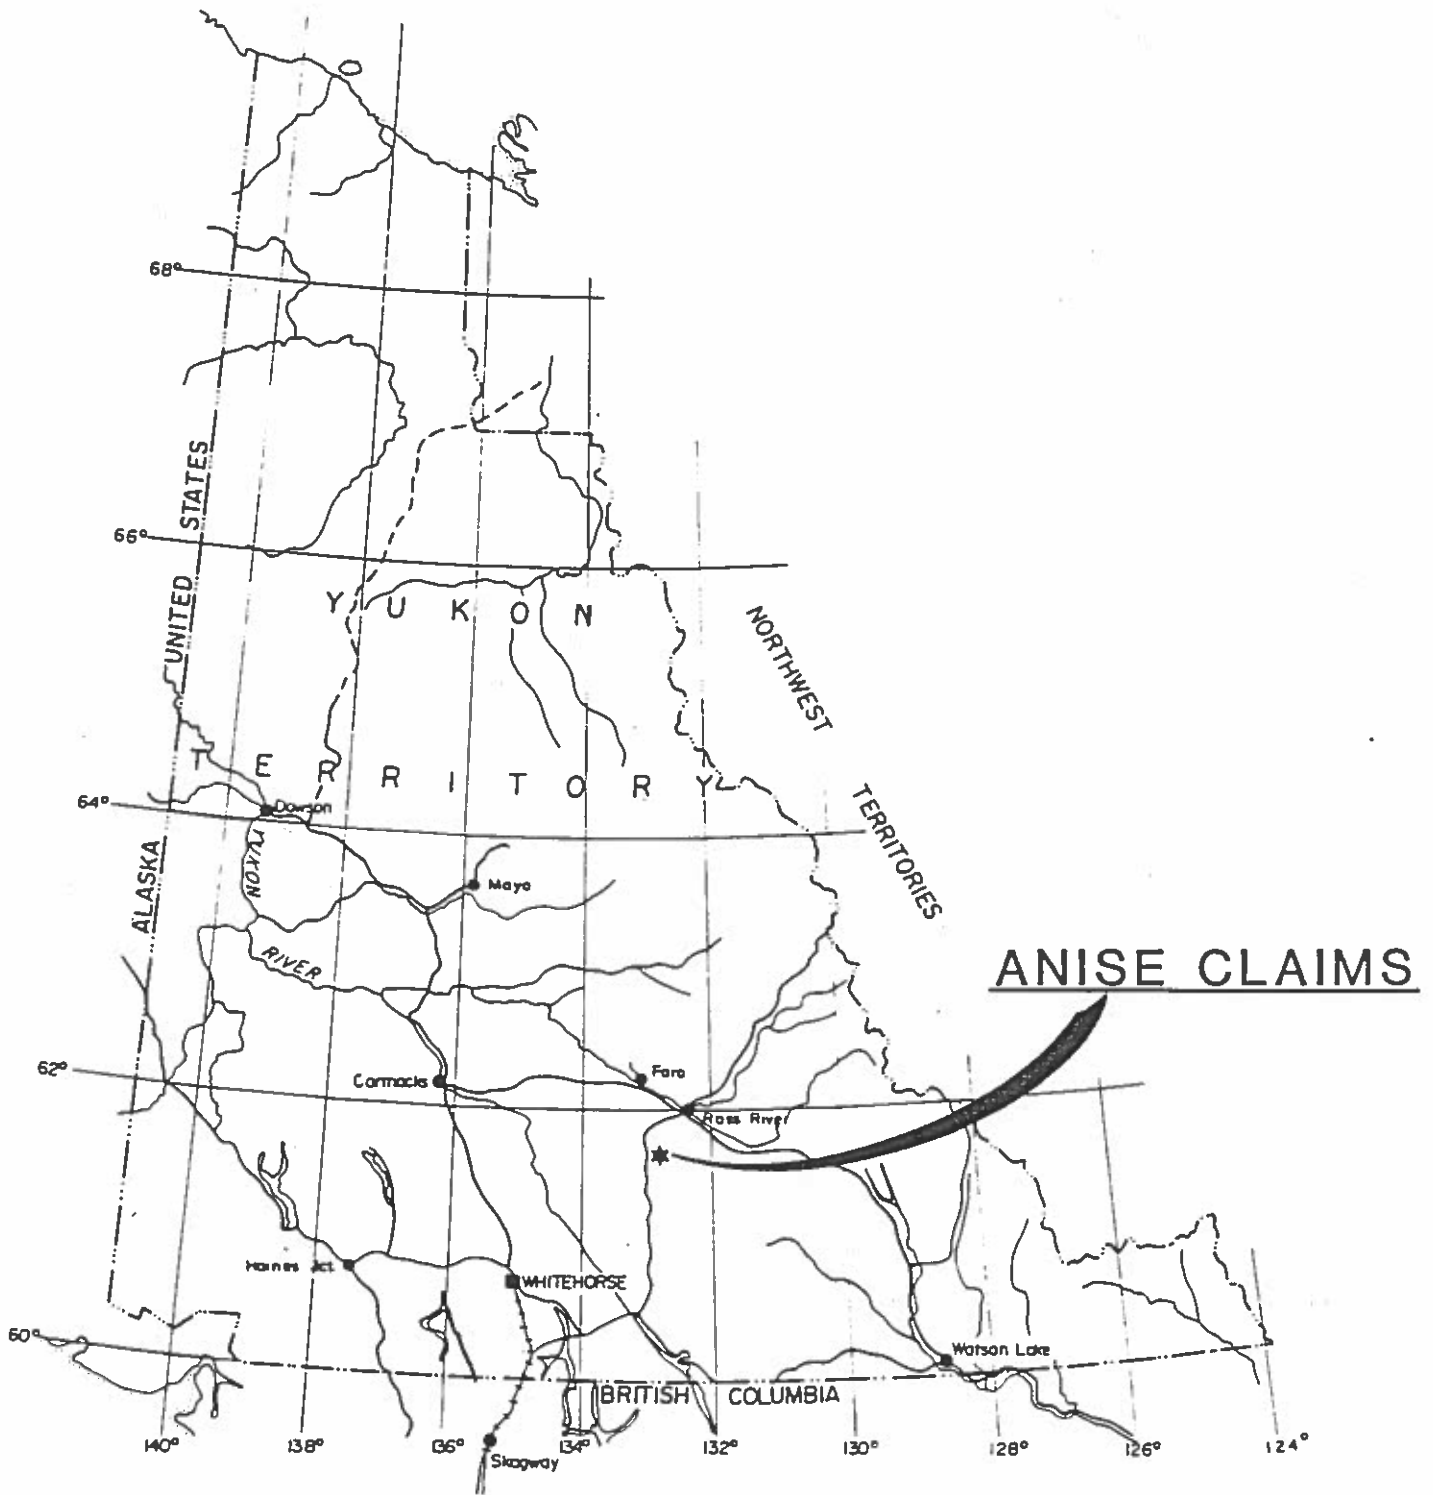 68°
UNITED STATES
66°
YUKON
NORTHWEST
TERRITORY
64°
Dawson
TERRITORIES
YUKON
ALASKA
Mayo
RIVER
ANISE CLAIMS
62°
Carmacks
Faro
Ross River
Haines Jct.
WHITEHORSE
60°
Watson Lake
BRITISH COLUMBIA
140° 138° 136° 134° 132° 130° 128° 126° 124°
Skagway